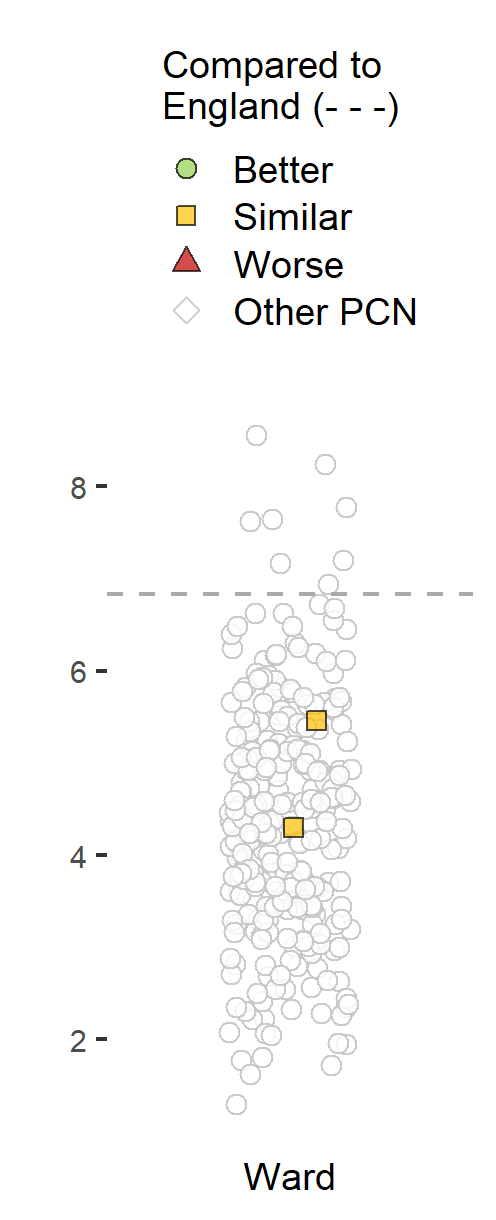 Compared to
England (- - -)
Better
Similar
Worse
Other PCN
8
6
4
2
Ward